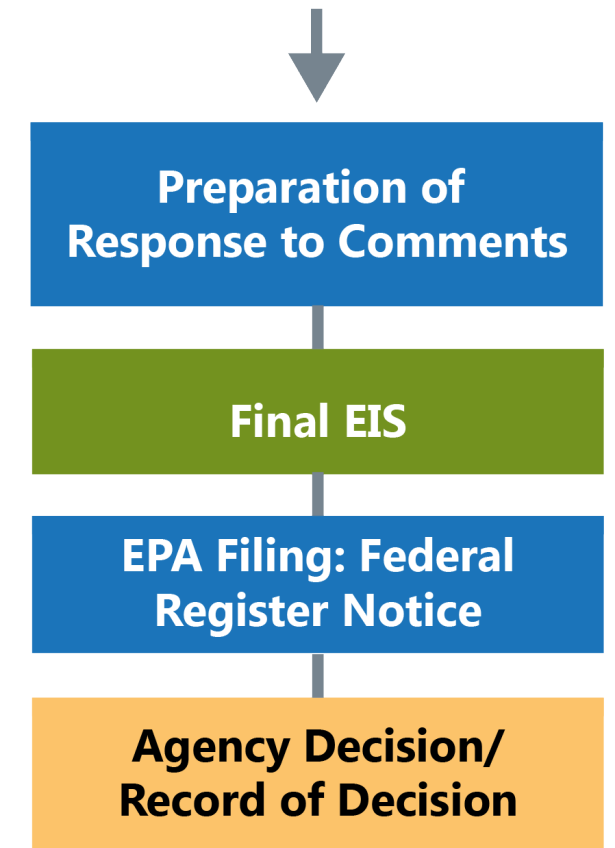 Preparation of
Response to Comments
Final EIS
EPA Filing: Federal
Register Notice
Agency Decision/
Record of Decision